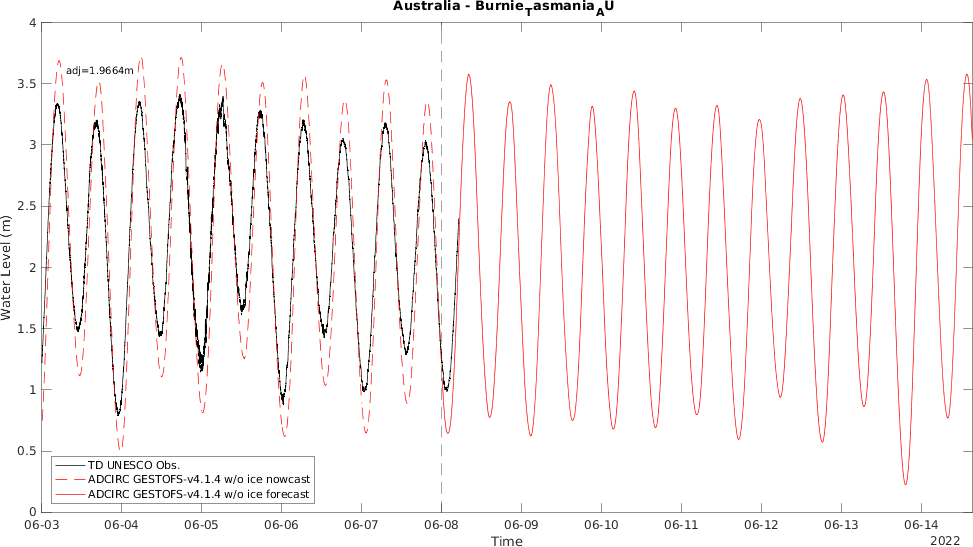 Australia - Burnie_Tasmania_AU
4
adj=1.9664m
3.5
3
2.5
2
1.5
1
0.5
0
Water Level (m)
TD UNESCO Obs.
ADCIRC GESTOFS-v4.1.4 w/o ice nowcast
ADCIRC GESTOFS-v4.1.4 w/o ice forecast
06-03 06-04 06-05 06-06 06-07 06-08 06-09 06-10 06-11 06-12 06-13 06-14
Time
2022